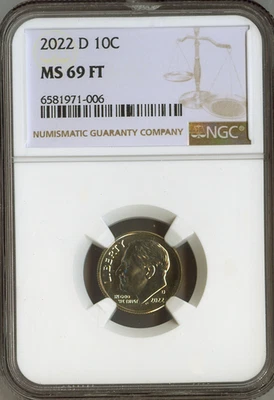 2022 D 10C
MS 69 FT
6581971-006
NUMISMATIC GUARANTY COMPANY
NGC
LIBERTY
IN GOD
WE TRUST
D
2022